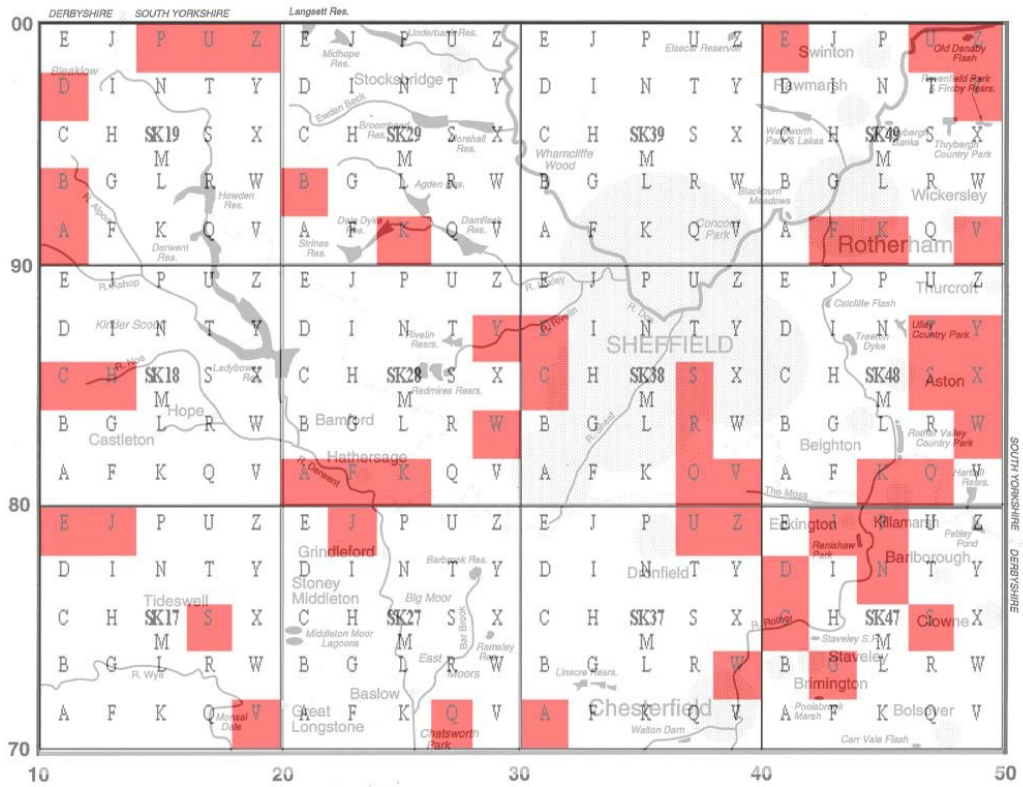 DERBYSHIRE SOUTH YORKSHIRE Langsett Res.
00
E J P U Z E J P U Z E J P U Z E J P U Z
Midhope Res. Underbank Res. Elsecar Reservoir Swinton Old Denaby Flash
Bleaklow Stocksbridge Rawmarsh Ravenfield Park & Firsby Resrs.
D I N T Y D I N T Y D I N T Y D I N T Y
Ewden Beck
C H SK19 S X C H SK29 S X C H SK39 S X C H SK49 S X
Broomhead Res. Morehall Res. Wharncliffe Wood Wentworth Park & Lakes Thrybergh Country Park
M M M M
B G L R W B G L R W B G L R W B G L R W
R. Alport Howden Res. Agden Res. Blackburn Meadows Wickersley
A F K Q V A F K Q V A F K Q V A F K Q V
Derwent Res. Strines Res. Dale Dyke Res. Damflask Res. Concord Park Rotherham
90
E J P U Z E J P U Z E J P U Z E J P U Z
R. Ashop R. Loxley R. Don Catcliffe Flash Thurcroft
D I N T Y D I N T Y D I N T Y D I N T Y
Kinder Scout Rivelin Resrs. R. Rivelin SHEFFIELD Treeton Dyke Ulley Country Park
C H SK18 S X C H SK28 S X C H SK38 S X C H SK48 S X
R. Noe Ladybower Res. Redmires Resrs. Aston
M M M M
B G L R W B G L R W B G L R W B G L R W
Castleton Hope Bamford R. Sheaf Beighton Rother Valley Country Park
Hathersage
A F K Q V A F K Q V A F K Q V A F K Q V
R. Derwent The Moss Harthill Resrs.
80
SOUTH YORKSHIRE DERBYSHIRE
E J P U Z E J P U Z E J P U Z E J P U Z
Grindleford Barbrook Res. Eckington Renishaw Park Killamarsh Pebley Pond
Barlborough
D I N T Y D I N T Y D I N T Y D I N T Y
Tideswell Stoney Middleton Big Moor Dronfield
C H SK17 S X C H SK27 S X C H SK37 S X C H SK47 S X
Middleton Moor Lagoons Bar Brook Ramsley Res. R. Rother Staveley S.F. Clowne
M M M M
B G L R W B G L R W B G L R W B G L R W
R. Wye Baslow East Moors Linacre Resrs. Staveley Brimington
A F K Q V A F K Q V A F K Q V A F K Q V
Monsal Dale Great Longstone Chatsworth Park Chesterfield Walton Dam Poolsbrook Marsh Bolsover Carr Vale Flash
70
10 20 30 40 50